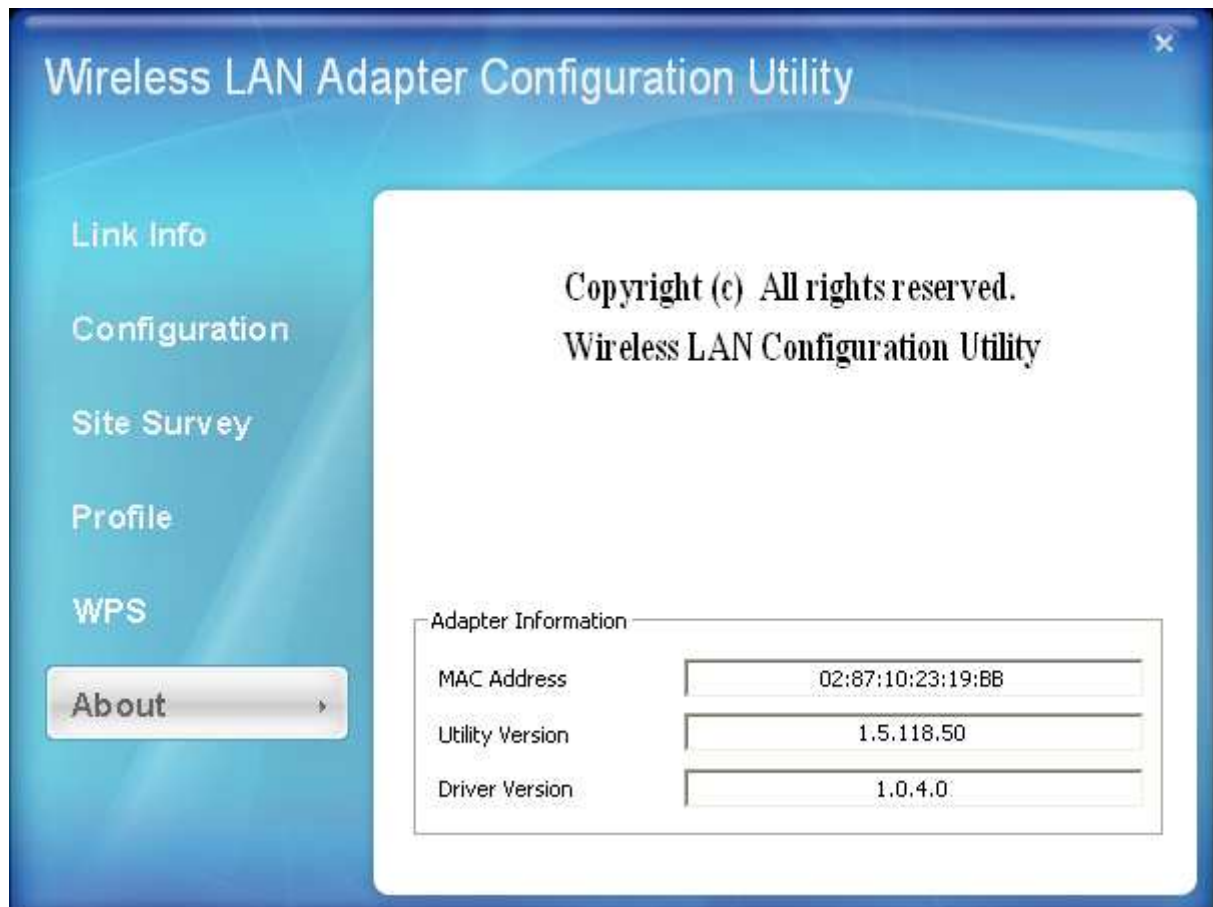 Wireless LAN Adapter Configuration Utility
Link Info
Configuration
Site Survey
Profile
WPS
About
Copyright (c) All rights reserved.
Wireless LAN Configuration Utility
Adapter Information
MAC Address 02:87:10:23:19:BB
Utility Version 1.5.118.50
Driver Version 1.0.4.0